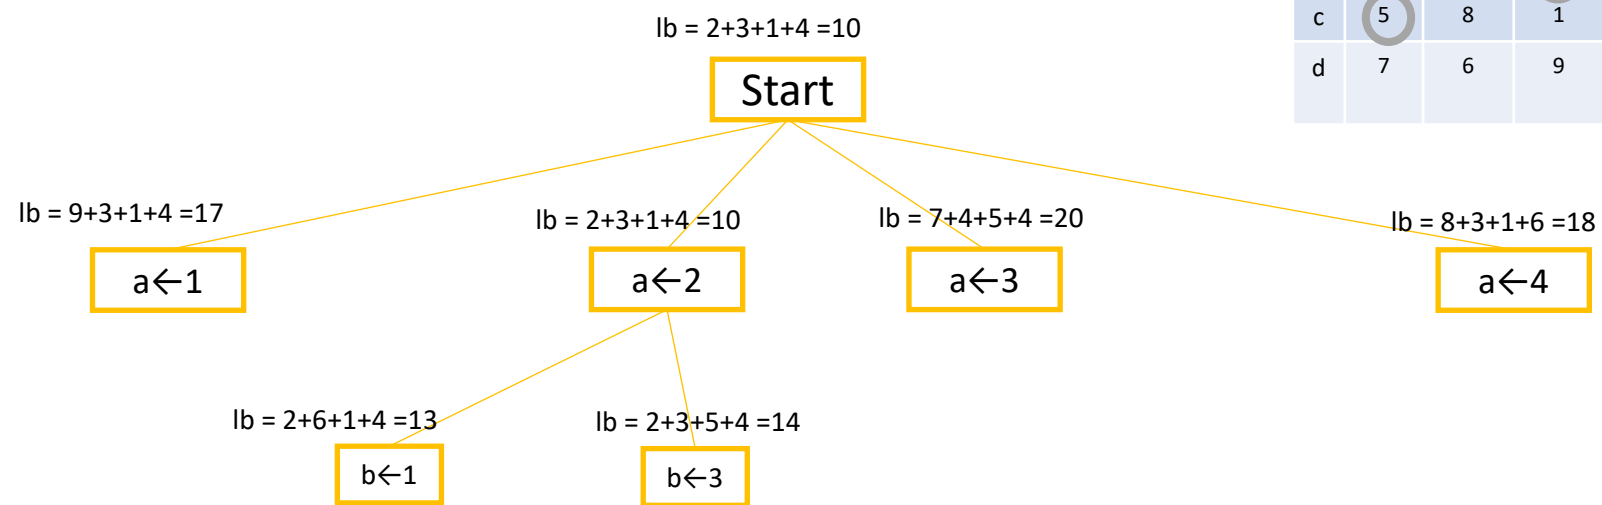 lb = 2+3+1+4 =10
Start
c 5 8 1
d 7 6 9
lb = 9+3+1+4 =17
lb = 2+3+1+4 =10
lb = 7+4+5+4 =20
lb = 8+3+1+6 =18
a←1
a←2
a←3
a←4
lb = 2+6+1+4 =13
lb = 2+3+5+4 =14
b←1
b←3